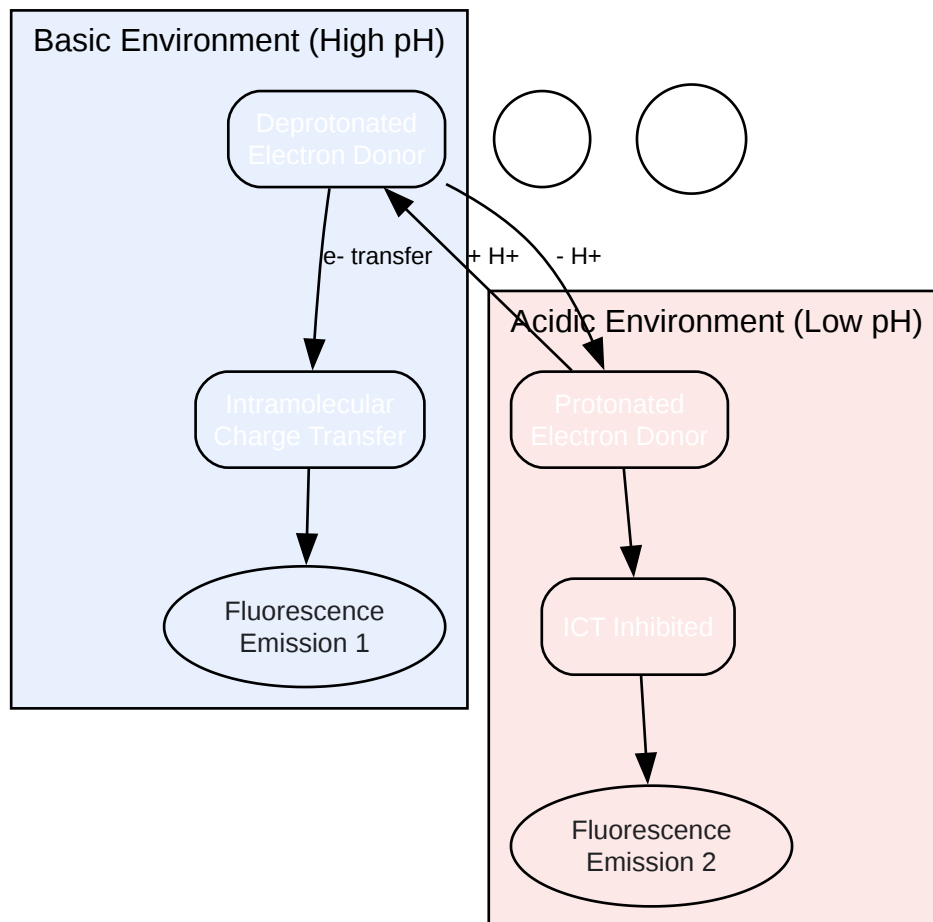 Basic Environment (High pH)
Deprotonated
Electron Donor
e- transfer
+ H+
- H+
Intramolecular
Charge Transfer
Fluorescence
Emission 1
Acidic Environment (Low pH)
Protonated
Electron Donor
ICT Inhibited
Fluorescence
Emission 2